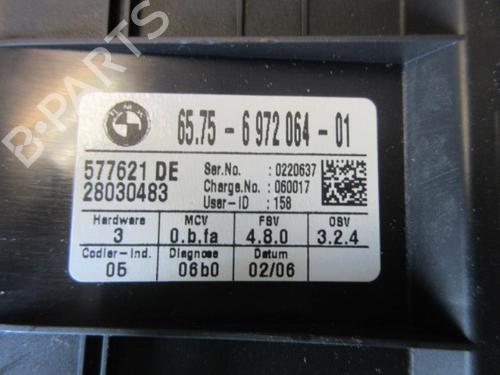 BMW
65.75 - 6 972 064 - 01
577621 DE
28030483
Ser.No. : 0220637
Charge.No. : 060017
User-ID : 158
Hardware MCV FSV OSV
3 0.b.fa 4.8.0 3.2.4
Codier-Ind. Diagnose Datum
05 06b0 02/06
B-PARTS